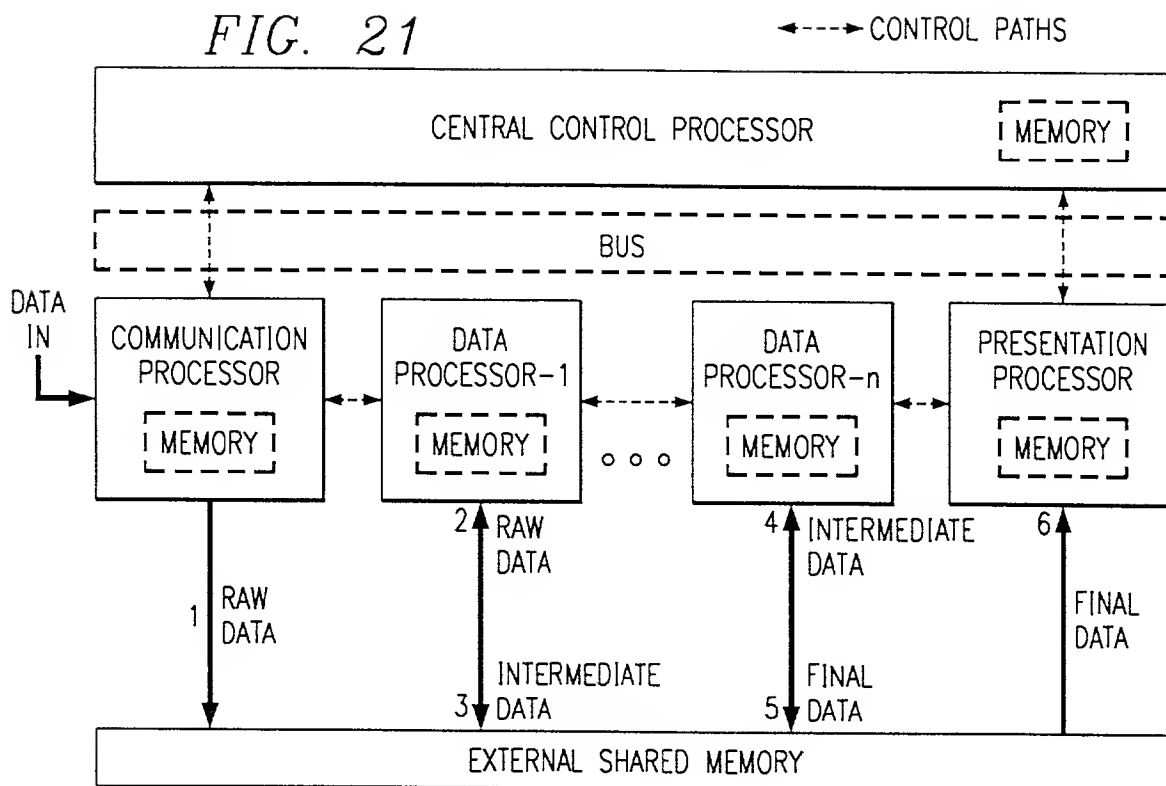 FIG. 21
CONTROL PATHS
CENTRAL CONTROL PROCESSOR
MEMORY
BUS
DATA
IN
COMMUNICATION
PROCESSOR
MEMORY
DATA
PROCESSOR-1
MEMORY
DATA
PROCESSOR-n
MEMORY
PRESENTATION
PROCESSOR
MEMORY
1
RAW
DATA
2
RAW
DATA
3
INTERMEDIATE
DATA
4
INTERMEDIATE
DATA
5
FINAL
DATA
6
FINAL
DATA
EXTERNAL SHARED MEMORY